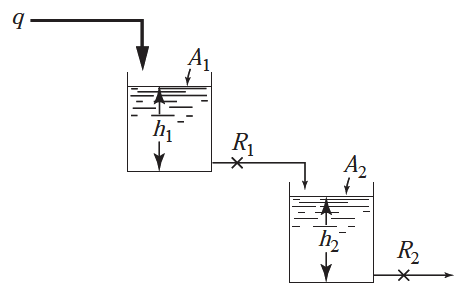 q
A₁
h₁
R₁
A₂
h₂
R₂